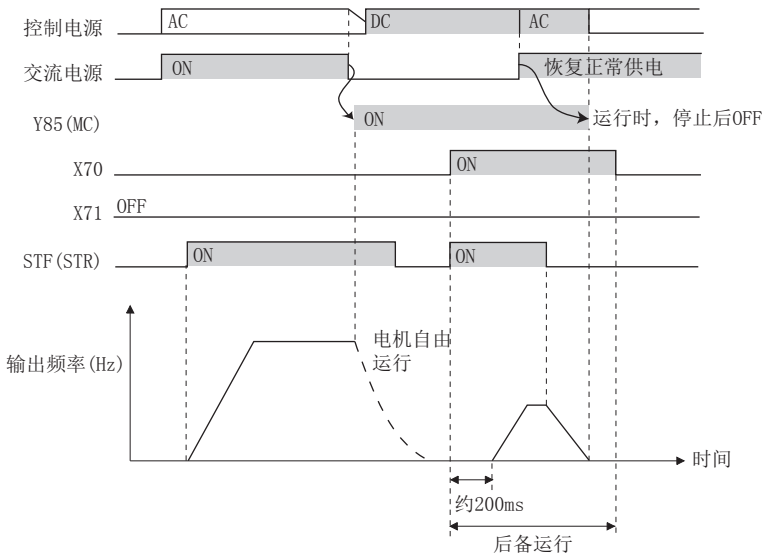 控制电源 AC DC AC
交流电源 ON 恢复正常供电
Y85(MC) ON 运行时，停止后OFF
X70 ON
X71 OFF
STF(STR) ON ON
输出频率(Hz)
电机自由
运行
时间
约200ms
后备运行